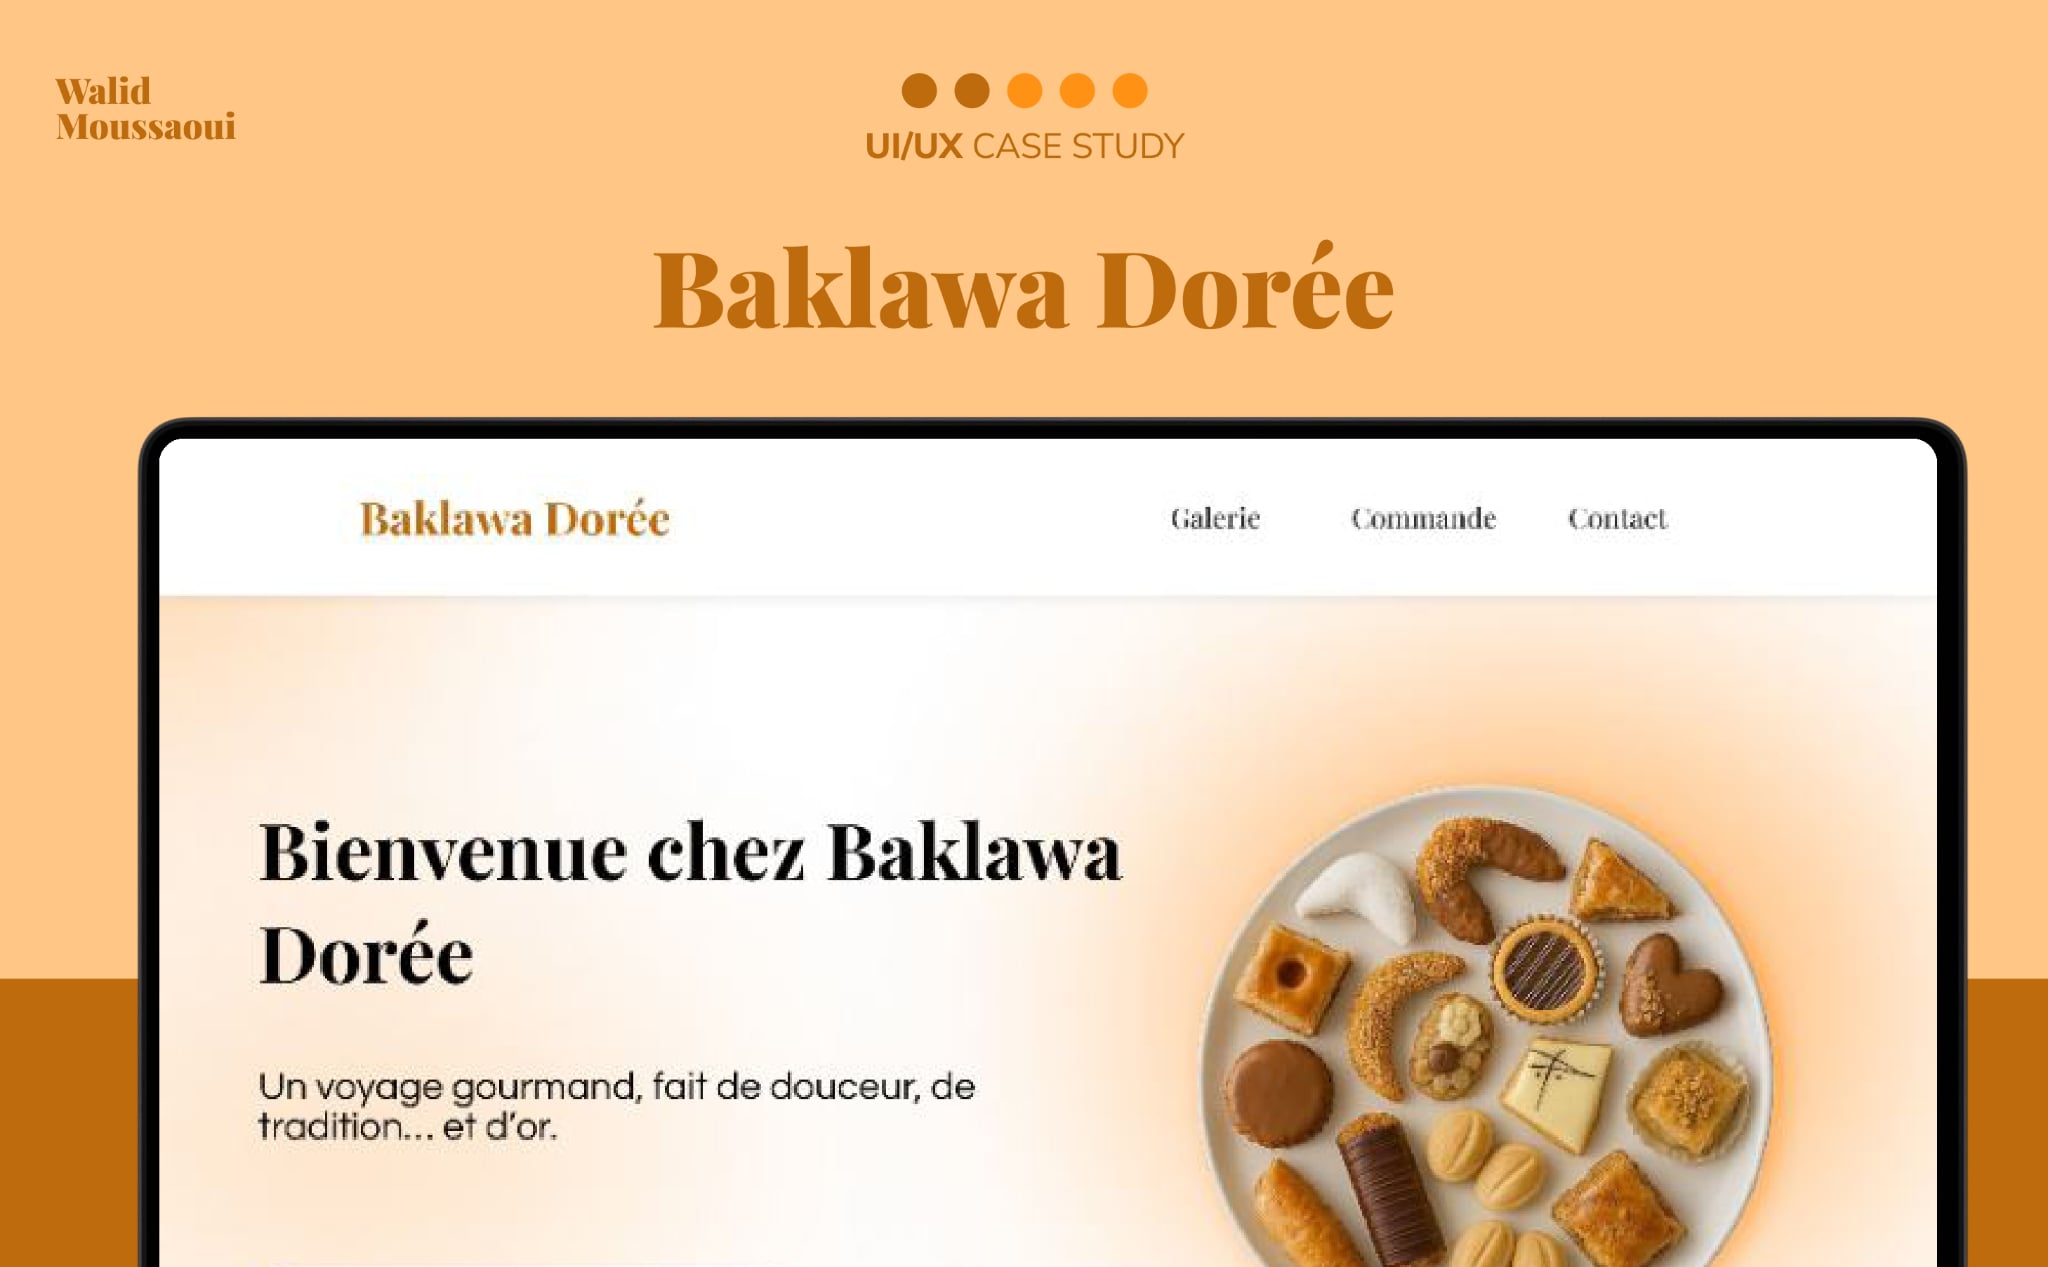 Walid
Moussaoui
UI/UX CASE STUDY
Baklawa Dorée
Baklawa Dorée
Galerie Commande Contact
Bienvenue chez Baklawa
Dorée
Un voyage gourmand, fait de douceur, de
tradition... et d'or.